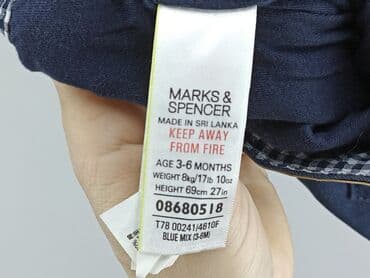 MARKS &
SPENCER
MADE IN SRI LANKA
KEEP AWAY
FROM FIRE
AGE 3-6 MONTHS
WEIGHT 8kg/17lb 10oz
HEIGHT 69cm 27in
08680518
T78 00241/4610F
BLUE MIX (3-6M)